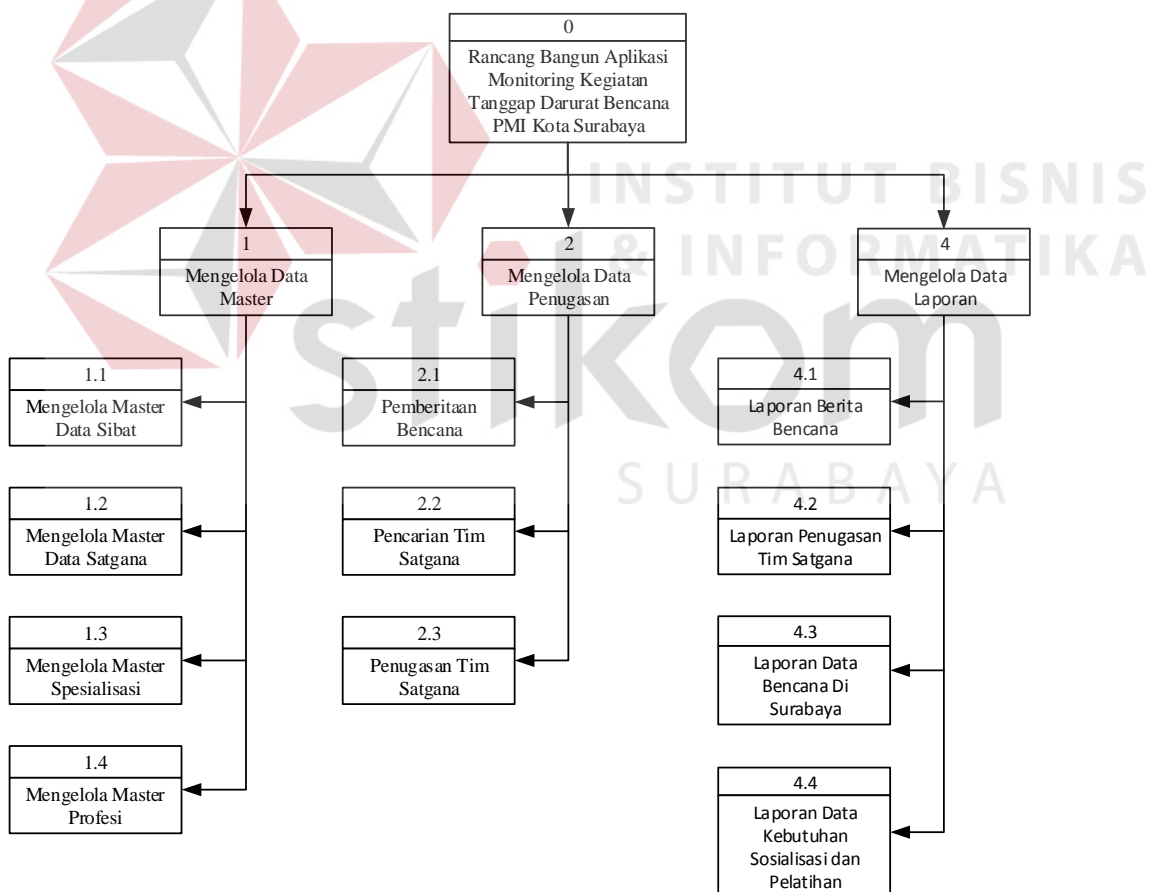 0
Rancang Bangun Aplikasi
Monitoring Kegiatan
Tanggap Darurat Bencana
PMI Kota Surabaya
INSTITUT BISNIS
& INFORMATIKA
stikom
SURABAYA
1
Mengelola Data
Master
2
Mengelola Data
Penugasan
4
Mengelola Data
Laporan
1.1
Mengelola Master
Data Sibat
1.2
Mengelola Master
Data Satgana
1.3
Mengelola Master
Spesialisasi
1.4
Mengelola Master
Profesi
2.1
Pemberitaan
Bencana
2.2
Pencarian Tim
Satgana
2.3
Penugasan Tim
Satgana
4.1
Laporan Berita
Bencana
4.2
Laporan Penugasan
Tim Satgana
4.3
Laporan Data
Bencana Di
Surabaya
4.4
Laporan Data
Kebutuhan
Sosialisasi dan
Pelatihan